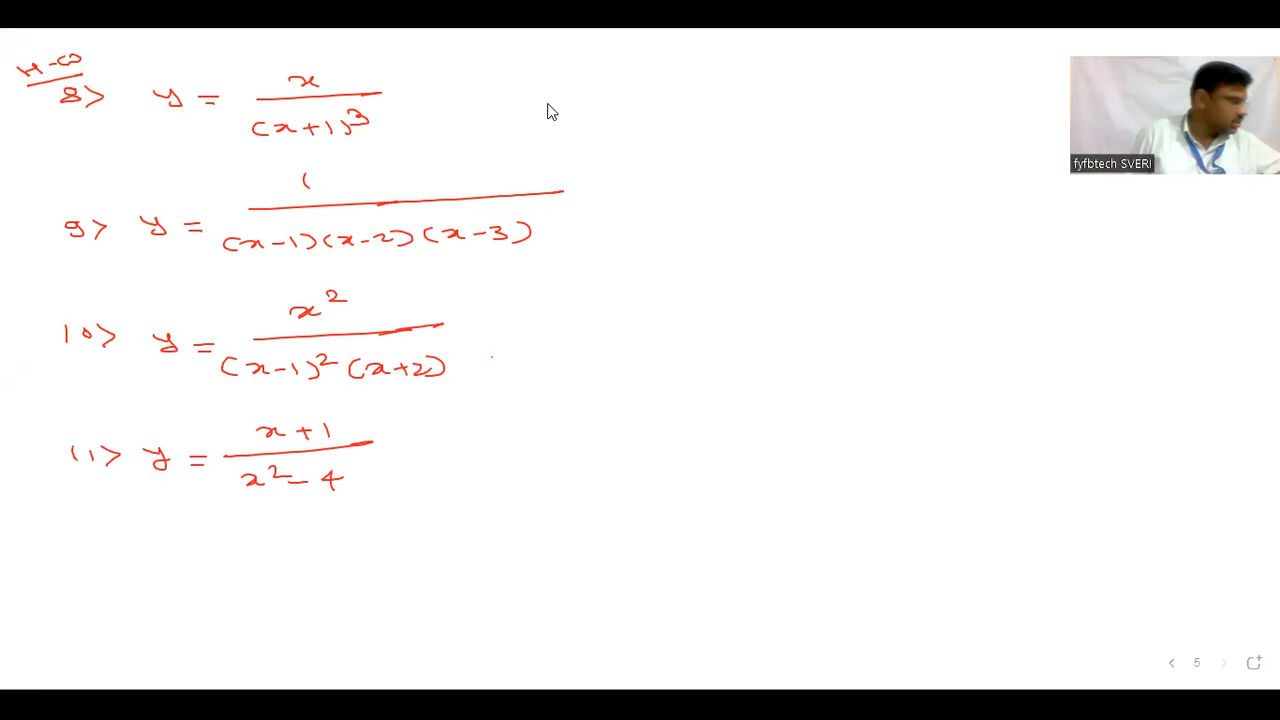 H-W
8> y = x / (x+1)^3
fyfbtech SVERI
9> y = 1 / (x-1)(x-2)(x-3)
10> y = x^2 / (x-1)^2 (x+2)
11> y = x+1 / x^2-4
5